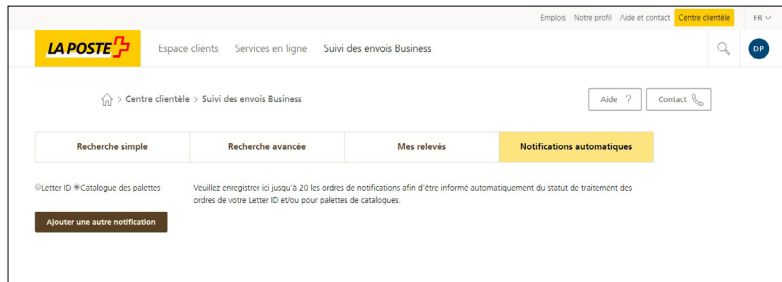 Emplois Notre profil Aide et contact Centre clientèle FR
LA POSTE Espace clients Services en ligne Suivi des envois Business DP
> Centre clientèle > Suivi des envois Business Aide ? Contact
Recherche simple Recherche avancée Mes relevés Notifications automatiques
Letter ID Catalogue des palettes Veuillez enregistrer ici jusqu'à 20 les ordres de notifications afin d'être informé automatiquement du statut de traitement des
ordres de votre Letter ID et/ou pour palettes de catalogues.
Ajouter une autre notification